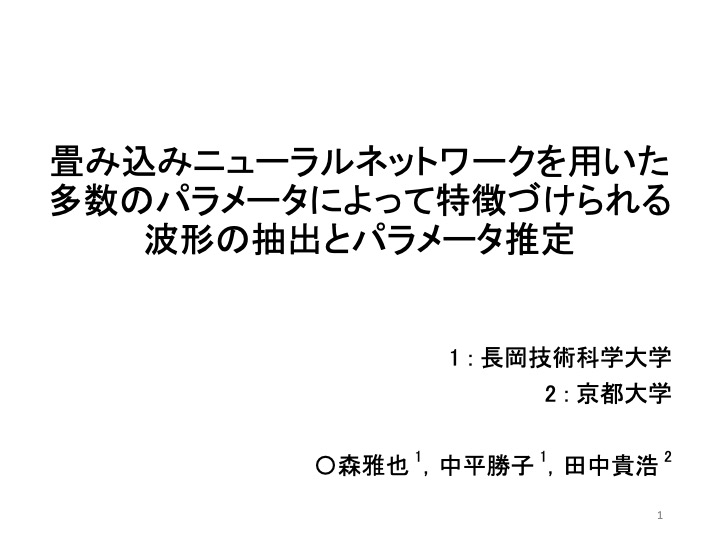 畳み込みニューラルネットワークを用いた
多数のパラメータによって特徴づけられる
波形の抽出とパラメータ推定
1 : 長岡技術科学大学
2 : 京都大学
○森雅也 1, 中平勝子 1, 田中貴浩 2
1